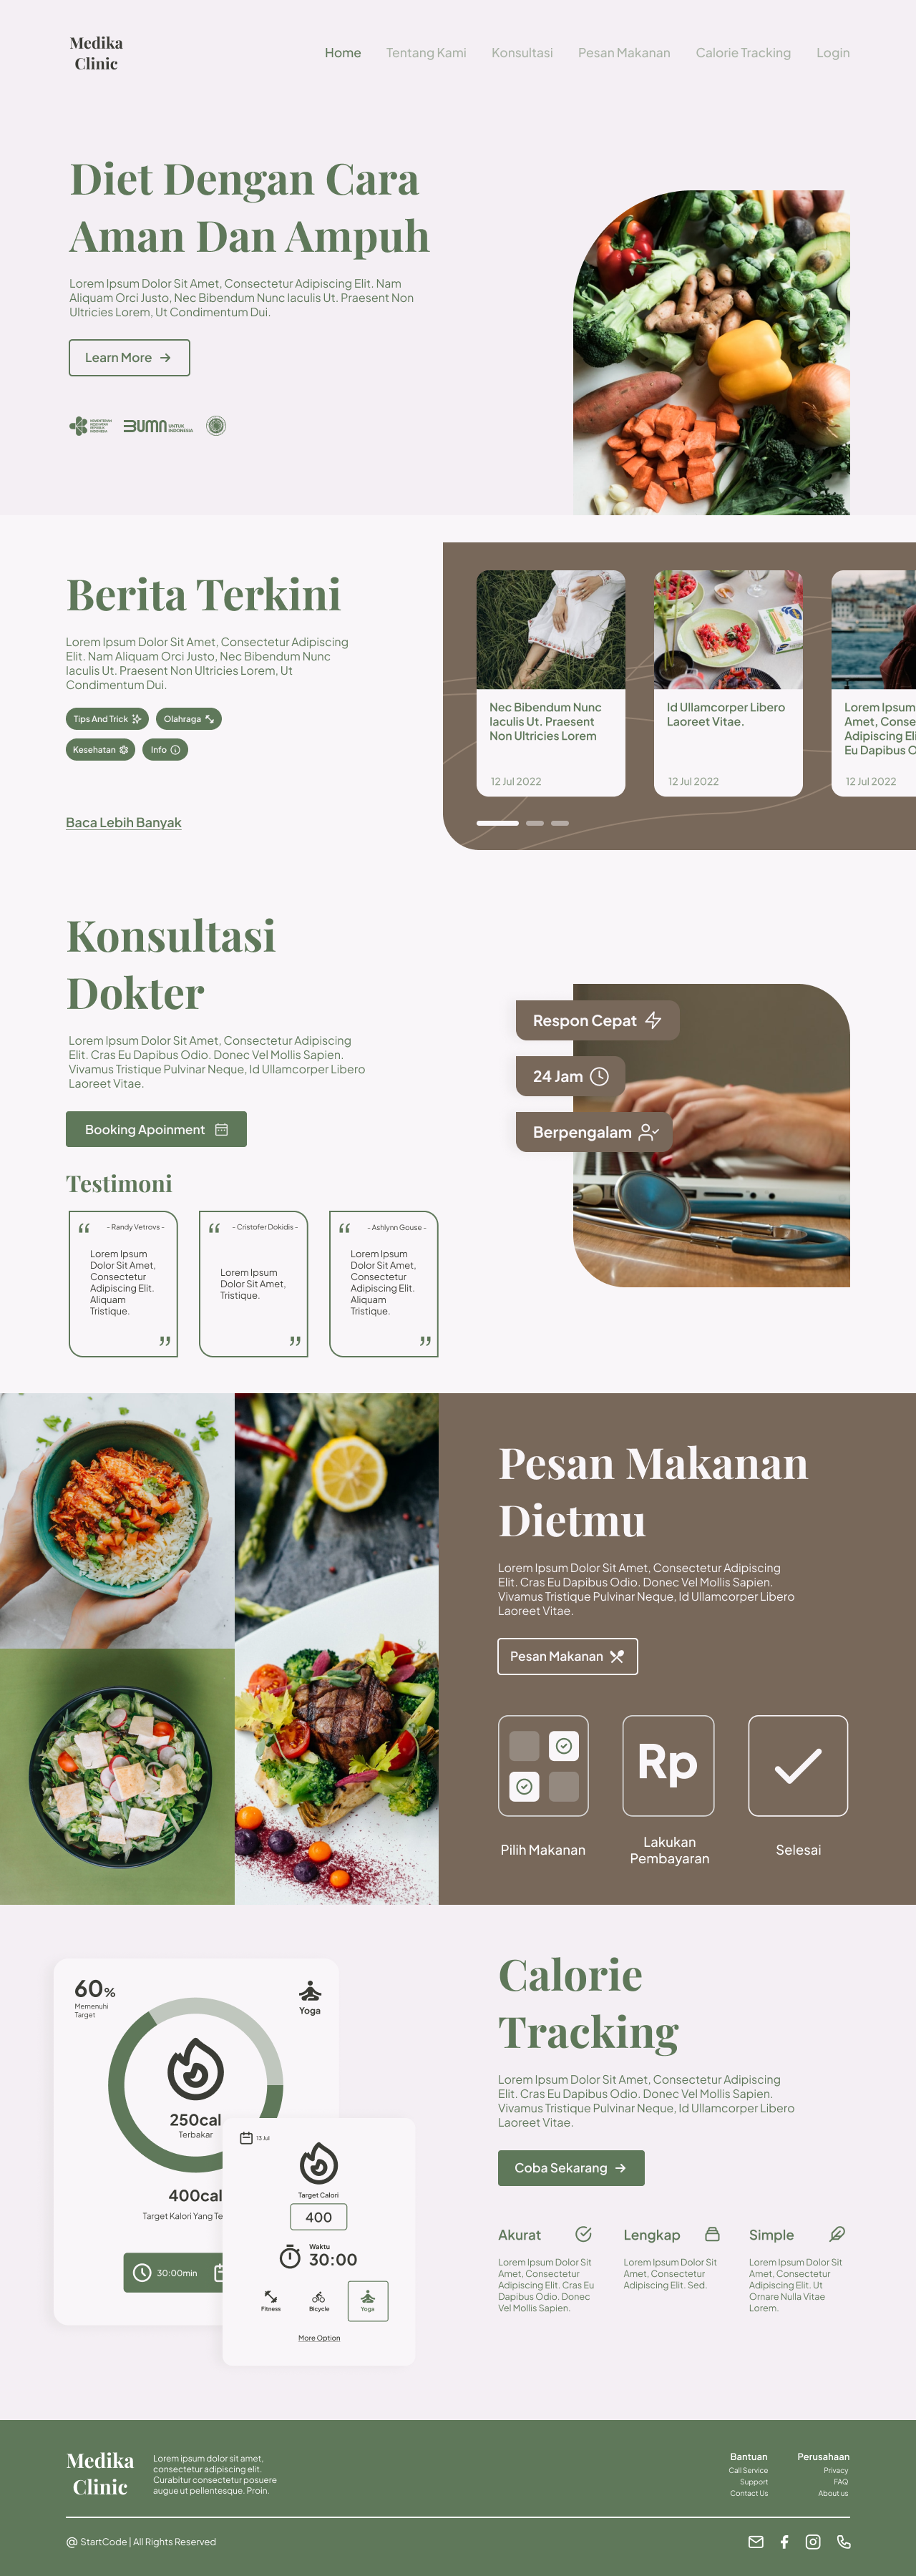 Medika
Clinic
Home
Tentang Kami
Konsultasi
Pesan Makanan
Calorie Tracking
Login
Diet Dengan Cara
Aman Dan Ampuh
Lorem Ipsum Dolor Sit Amet, Consectetur Adipiscing Elit. Nam
Aliquam Orci Justo, Nec Bibendum Nunc Iaculis Ut. Praesent Non
Ultricies Lorem, Ut Condimentum Dui.
Learn More
KEMENTERIAN
KESEHATAN
REPUBLIK
INDONESIA
BUMN UNTUK
INDONESIA
Berita Terkini
Lorem Ipsum Dolor Sit Amet, Consectetur Adipiscing
Elit. Nam Aliquam Orci Justo, Nec Bibendum Nunc
Iaculis Ut. Praesent Non Ultricies Lorem, Ut
Condimentum Dui.
Tips And Trick
Olahraga
Kesehatan
Info
Baca Lebih Banyak
Nec Bibendum Nunc
Iaculis Ut. Praesent
Non Ultricies Lorem
12 Jul 2022
Id Ullamcorper Libero
Laoreet Vitae.
12 Jul 2022
Lorem Ipsum
Amet, Conse
Adipiscing Eli
Eu Dapibus O
12 Jul 2022
Konsultasi
Dokter
Lorem Ipsum Dolor Sit Amet, Consectetur Adipiscing
Elit. Cras Eu Dapibus Odio. Donec Vel Mollis Sapien.
Vivamus Tristique Pulvinar Neque, Id Ullamcorper Libero
Laoreet Vitae.
Booking Apoinment
Respon Cepat
24 Jam
Berpengalam
Testimoni
“
- Randy Vetrovs -
Lorem Ipsum
Dolor Sit Amet,
Consectetur
Adipiscing Elit.
Aliquam
Tristique.
”
“
- Cristofer Dokidis -
Lorem Ipsum
Dolor Sit Amet,
Tristique.
”
“
- Ashlynn Gouse -
Lorem Ipsum
Dolor Sit Amet,
Consectetur
Adipiscing Elit.
Aliquam
Tristique.
”
Pesan Makanan
Dietmu
Lorem Ipsum Dolor Sit Amet, Consectetur Adipiscing
Elit. Cras Eu Dapibus Odio. Donec Vel Mollis Sapien.
Vivamus Tristique Pulvinar Neque, Id Ullamcorper Libero
Laoreet Vitae.
Pesan Makanan
Rp
Pilih Makanan
Lakukan
Pembayaran
Selesai
60%
Memenuhi
Target
Yoga
250cal
Terbakar
400cal
Target Kalori Yang Te
30:00min
13 Jul
Target Calori
400
Waktu
30:00
Fitness
Bicycle
Yoga
More Option
Calorie
Tracking
Lorem Ipsum Dolor Sit Amet, Consectetur Adipiscing
Elit. Cras Eu Dapibus Odio. Donec Vel Mollis Sapien.
Vivamus Tristique Pulvinar Neque, Id Ullamcorper Libero
Laoreet Vitae.
Coba Sekarang
Akurat
Lorem Ipsum Dolor Sit
Amet, Consectetur
Adipiscing Elit. Cras Eu
Dapibus Odio. Donec
Vel Mollis Sapien.
Lengkap
Lorem Ipsum Dolor Sit
Amet, Consectetur
Adipiscing Elit. Sed.
Simple
Lorem Ipsum Dolor Sit
Amet, Consectetur
Adipiscing Elit. Ut
Ornare Nulla Vitae
Lorem.
Medika
Clinic
Lorem ipsum dolor sit amet,
consectetur adipiscing elit.
Curabitur consectetur posuere
augue ut pellentesque. Proin.
Bantuan
Call Service
Support
Contact Us
Perusahaan
Privacy
FAQ
About us
@ StartCode | All Rights Reserved